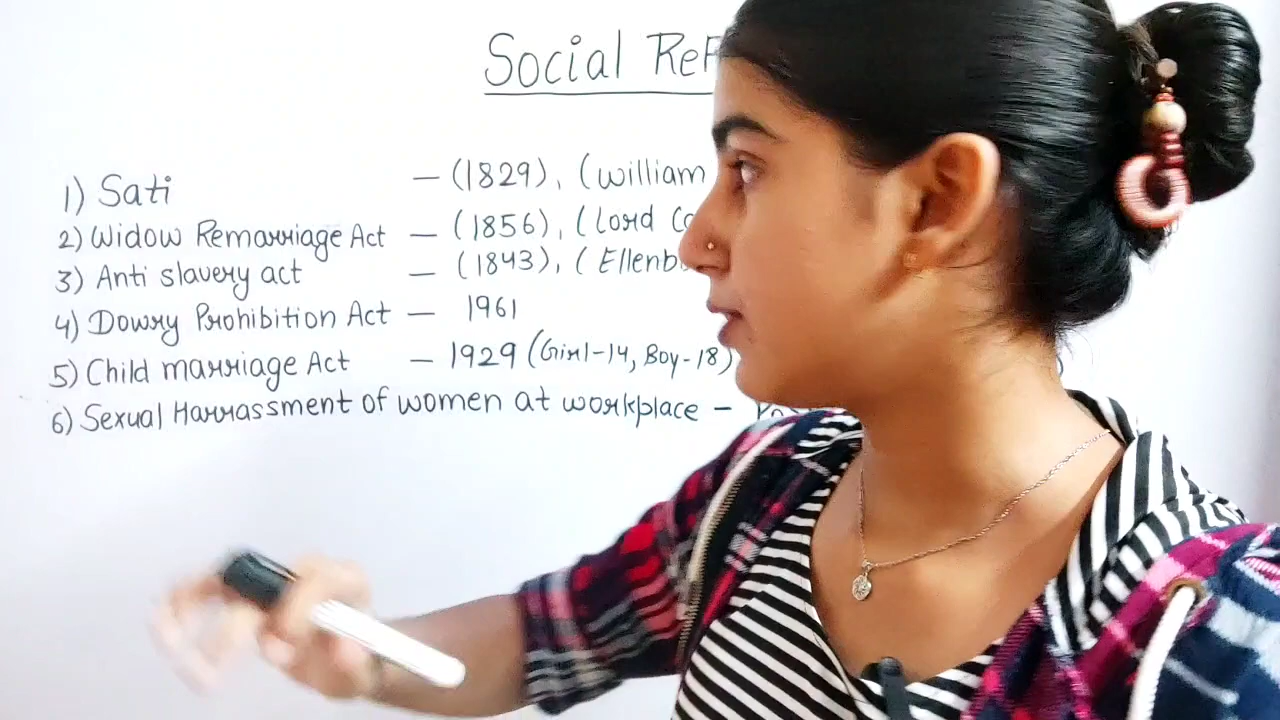 Social Ref
1) Sati – (1829), (william
2) Widow Remarriage Act – (1856), (Lord Ca
3) Anti slavery act – (1843), (Ellenb
4) Dowry Prohibition Act – 1961
5) Child marriage Act – 1929 (Girl-14, Boy-18)
6) Sexual Harrassment of women at workplace –